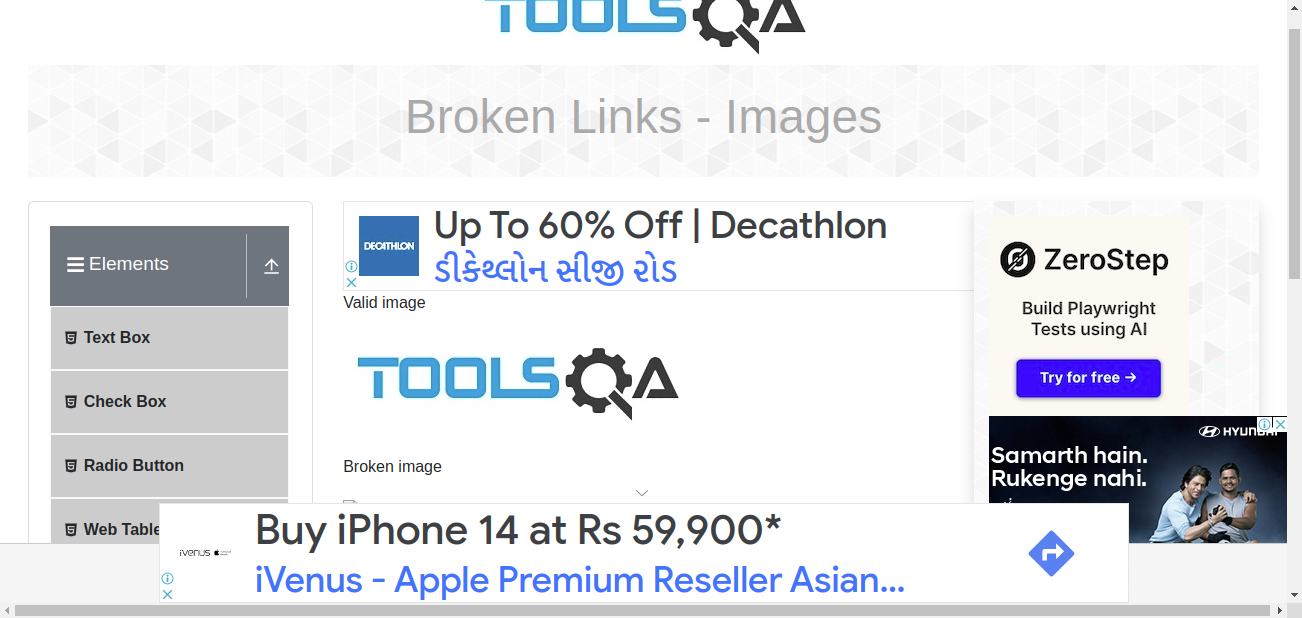 TOOLSQA
Broken Links - Images
Elements
Text Box
Check Box
Radio Button
Web Table
DECATHLON
Up To 60% Off | Decathlon
ડીકેથ્લોન સીજી રોડ
Valid image
TOOLSQA
Broken image
ZeroStep
Build Playwright
Tests using AI
Try for free →
HYUNDAI
Samarth hain.
Rukenge nahi.
iVENUS
Buy iPhone 14 at Rs 59,900*
iVenus - Apple Premium Reseller Asian...